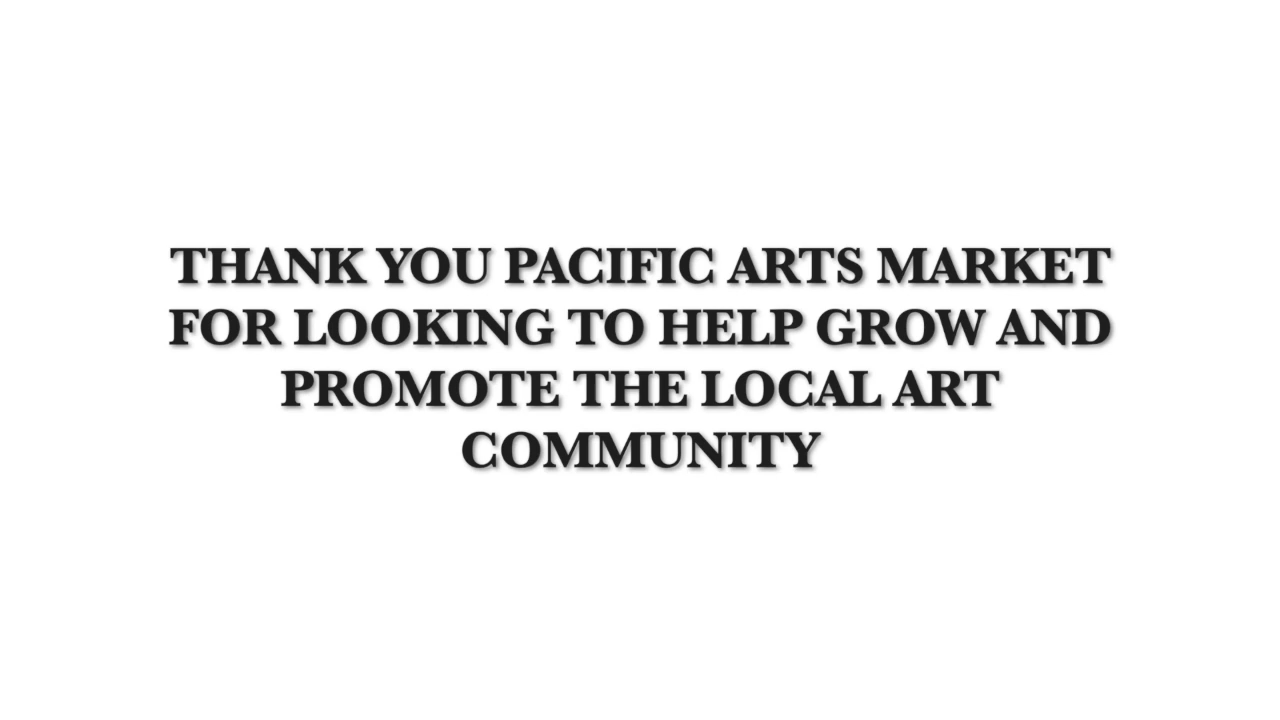 THANK YOU PACIFIC ARTS MARKET
FOR LOOKING TO HELP GROW AND
PROMOTE THE LOCAL ART
COMMUNITY